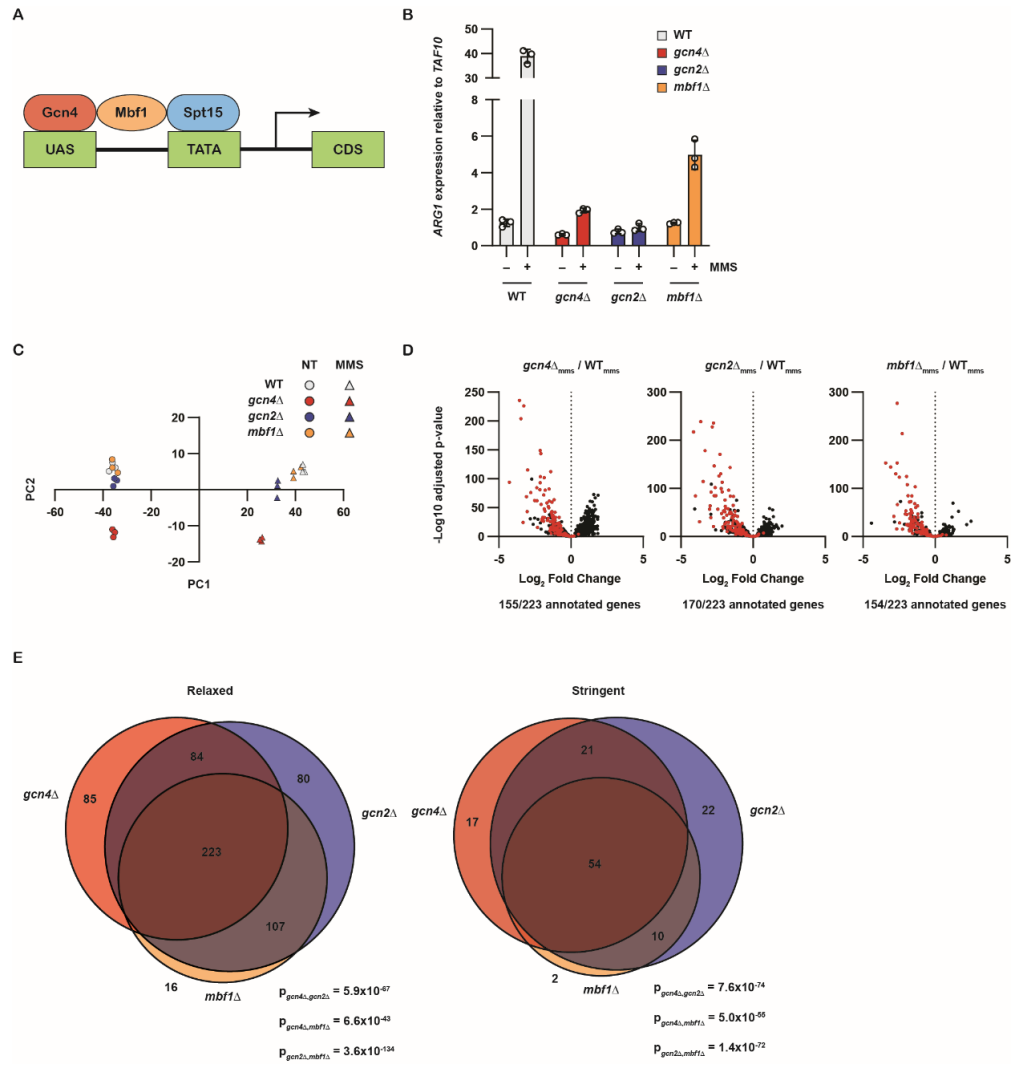 A
Gcn4 Mbf1 Spt15
UAS TATA CDS
B
ARG1 expression relative to TAF10
50
40
30
8
6
4
2
0
WT
gcn4Δ
gcn2Δ
mbf1Δ
– + – + – + – + MMS
WT gcn4Δ gcn2Δ mbf1Δ
C
NT MMS
WT
gcn4Δ
gcn2Δ
mbf1Δ
PC2
20
10
-10
-20
-60 -40 -20 20 40 60
PC1
D
gcn4Δmms / WTmms
gcn2Δmms / WTmms
mbf1Δmms / WTmms
-Log10 adjusted p-value
250
200
150
100
50
0
-5 0 5
Log2 Fold Change
155/223 annotated genes
300
200
100
0
-5 0 5
Log2 Fold Change
170/223 annotated genes
300
200
100
0
-5 0 5
Log2 Fold Change
154/223 annotated genes
E
Relaxed
gcn4Δ
gcn2Δ
mbf1Δ
84
85
80
223
107
16
pgcn4Δ,gcn2Δ = 5.9x10-67
pgcn4Δ,mbf1Δ = 6.6x10-43
pgcn2Δ,mbf1Δ = 3.6x10-134
Stringent
gcn4Δ
gcn2Δ
mbf1Δ
21
17
22
54
10
2
pgcn4Δ,gcn2Δ = 7.6x10-74
pgcn4Δ,mbf1Δ = 5.0x10-56
pgcn2Δ,mbf1Δ = 1.4x10-72